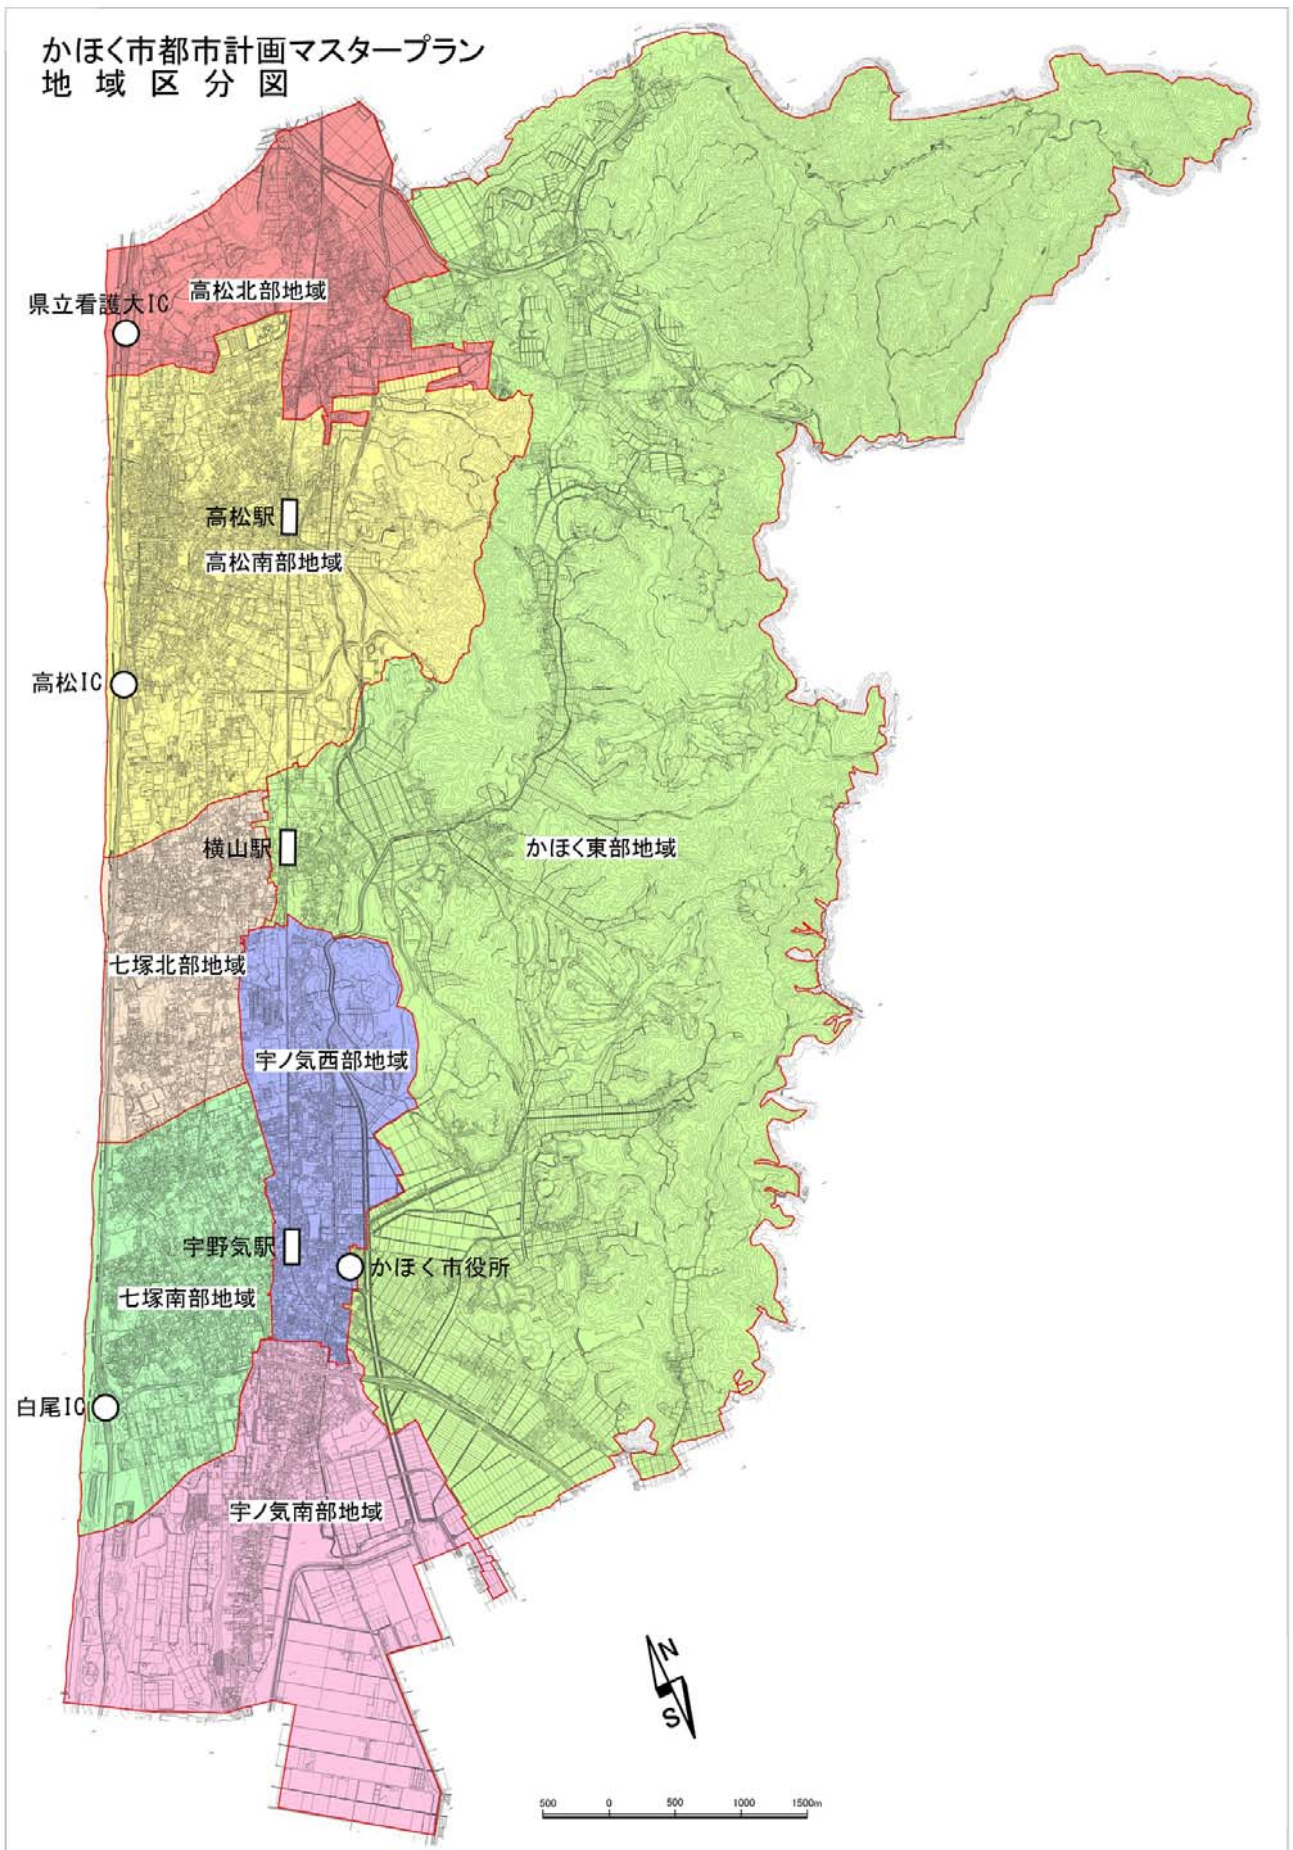 かほく市都市計画マスタープラン
地域区分図
高松北部地域
県立看護大IC
高松駅
高松南部地域
高松IC
横山駅
かほく東部地域
七塚北部地域
宇ノ気西部地域
宇野気駅
かほく市役所
七塚南部地域
白尾IC
宇ノ気南部地域
N
S
500 0 500 1000 1500m